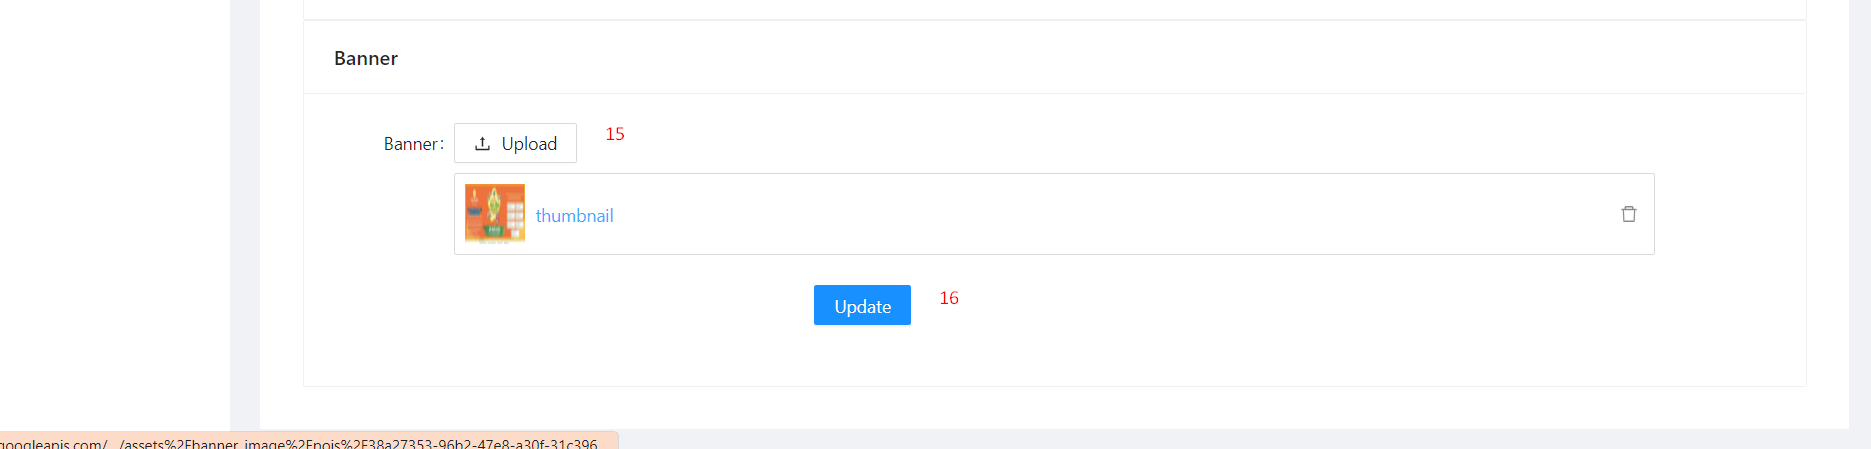 Banner
Banner: Upload 15
thumbnail
Update 16
googleapis.com/.../assets%2Fbanner_image%2Fpois%2F38a27353-96b2-47e8-a30f-31c396...